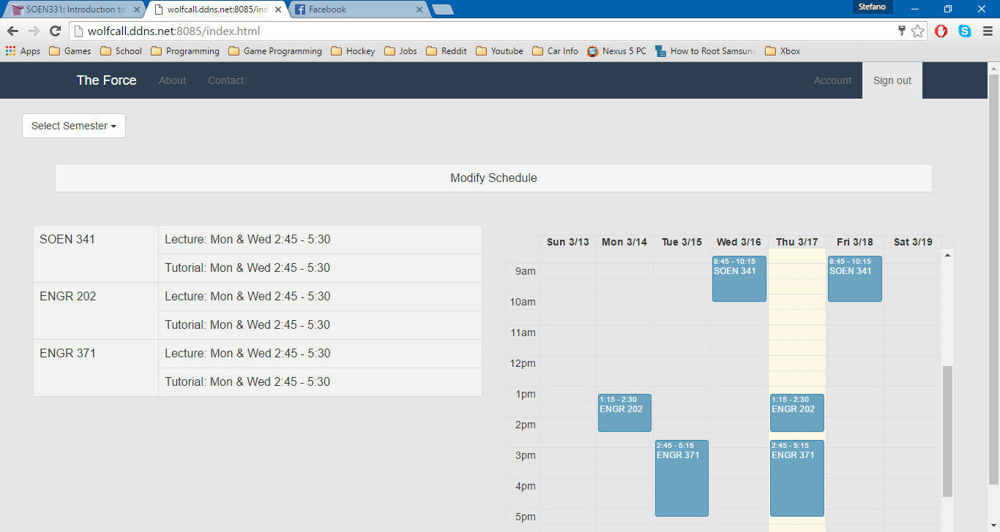 SOEN331: Introduction to
wolfcall.ddns.net:8085/ind
Facebook
Stefano
wolfcall.ddns.net:8085/index.html
Apps Games School Programming Game Programming Hockey Jobs Reddit Youtube Car Info Nexus 5 PC How to Root Samsung Xbox
The Force About Contact Account Sign out
Select Semester
Modify Schedule
SOEN 341
Lecture: Mon & Wed 2:45 - 5:30
Tutorial: Mon & Wed 2:45 - 5:30
ENGR 202
Lecture: Mon & Wed 2:45 - 5:30
Tutorial: Mon & Wed 2:45 - 5:30
ENGR 371
Lecture: Mon & Wed 2:45 - 5:30
Tutorial: Mon & Wed 2:45 - 5:30
Sun 3/13 Mon 3/14 Tue 3/15 Wed 3/16 Thu 3/17 Fri 3/18 Sat 3/19
8:45 - 10:15 8:45 - 10:15
9am SOEN 341 SOEN 341
10am
11am
12pm
1pm
1:15 - 2:30 1:15 - 2:30
ENGR 202 ENGR 202
2pm
2:45 - 5:15 2:45 - 5:15
3pm ENGR 371 ENGR 371
4pm
5pm